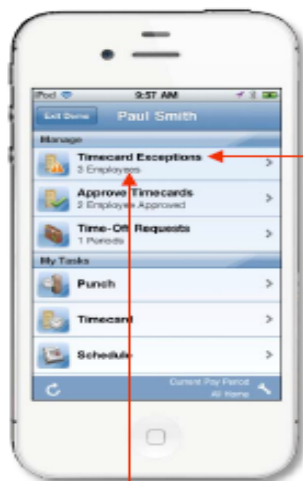 iPod 9:57 AM
Exit Demo Paul Smith
Manage
Timecard Exceptions
3 Employees
Approve Timecards
2 Employee Approved
Time-Off Requests
1 Periods
My Tasks
Punch
Timecard
Schedule
Current Pay Period
All Home